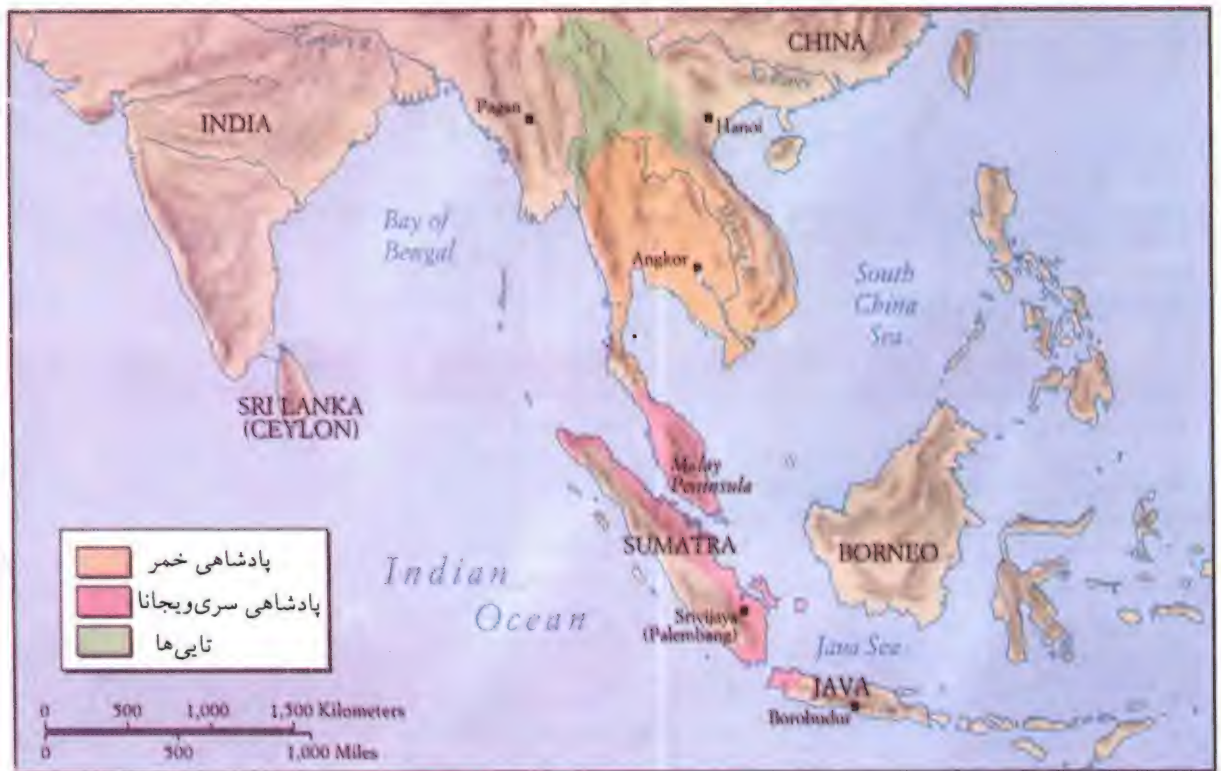 CHINA
Pagan
Hanoi
INDIA
Bay of
Bengal
Angkor
South
China
Sea
SRI LANKA
(CEYLON)
Malay
Peninsula
SUMATRA
BORNEO
Indian
Ocean
Srivijaya
(Palembang)
Java Sea
JAVA
Borobudur
پادشاهی خمر
پادشاهی سری‌ویجانا
تایی‌ها
0 500 1,000 1,500 Kilometers
0 500 1,000 Miles